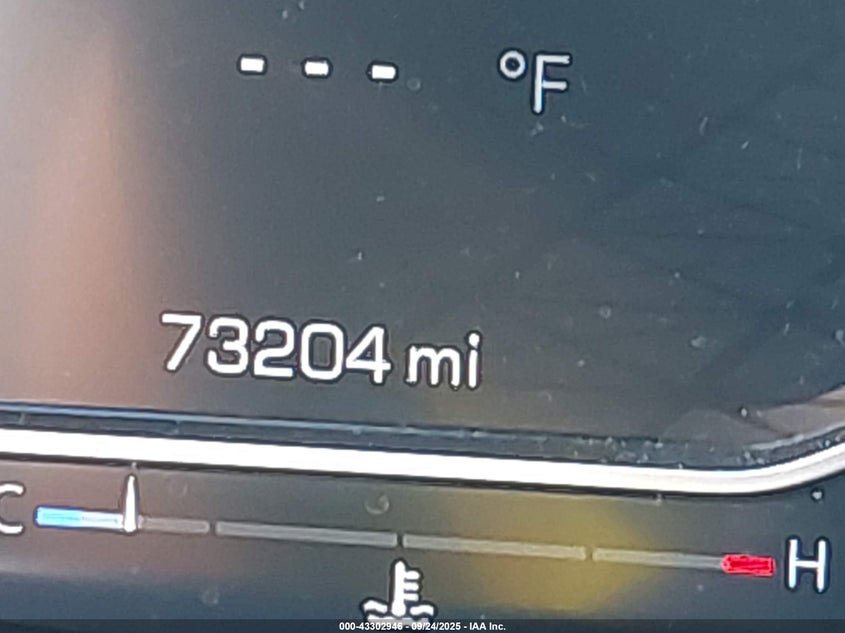 --- °F
73204 mi
C H
000-43302946 - 09/24/2025 - IAA Inc.